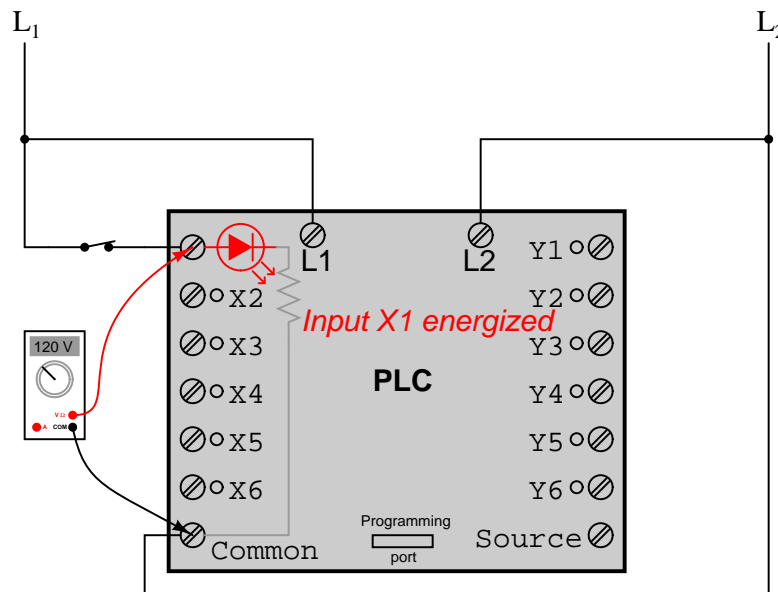 L1 L2
L1 L2 Y1
X2 Y2
Input X1 energized
120 V
X3 Y3
PLC
X4 Y4
V Ω
A COM
X5 Y5
X6 Y6
Programming
port
Common Source